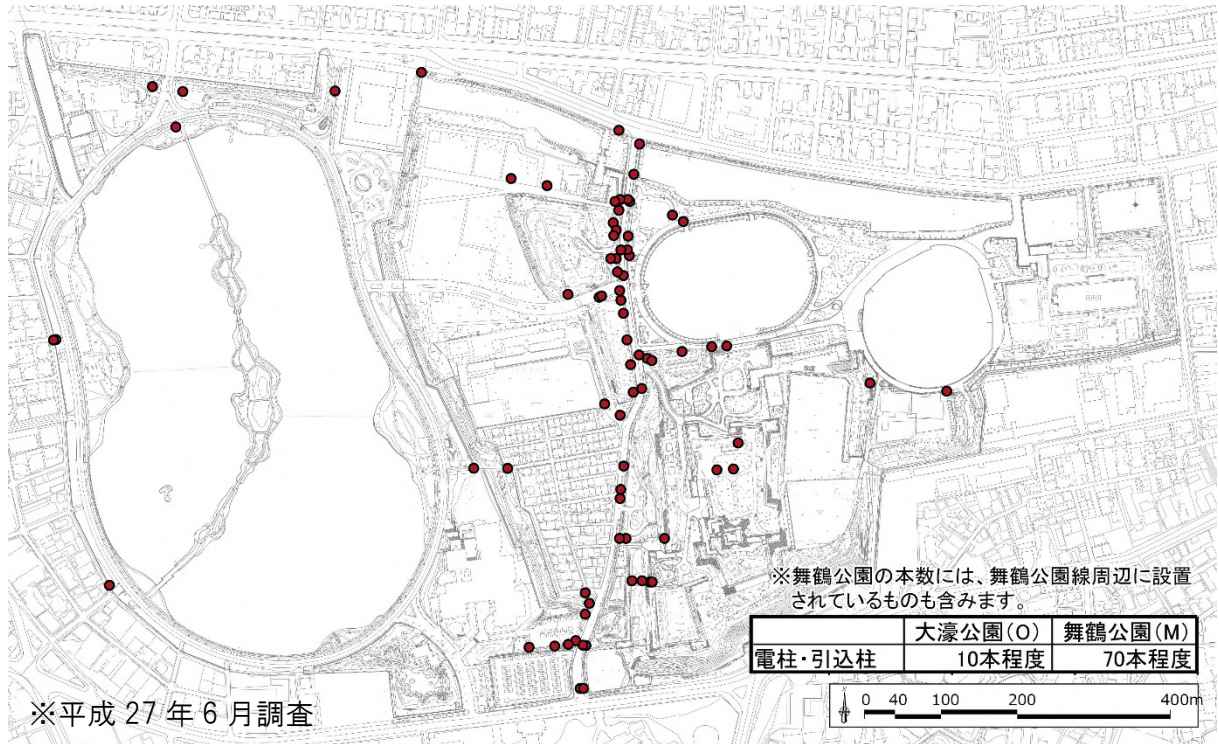 ※舞鶴公園の本数には、舞鶴公園線周辺に設置
されているものも含みます。
大濠公園(O) 舞鶴公園(M)
電柱・引込柱 10本程度 70本程度
0 40 100 200 400m
※平成27年6月調査